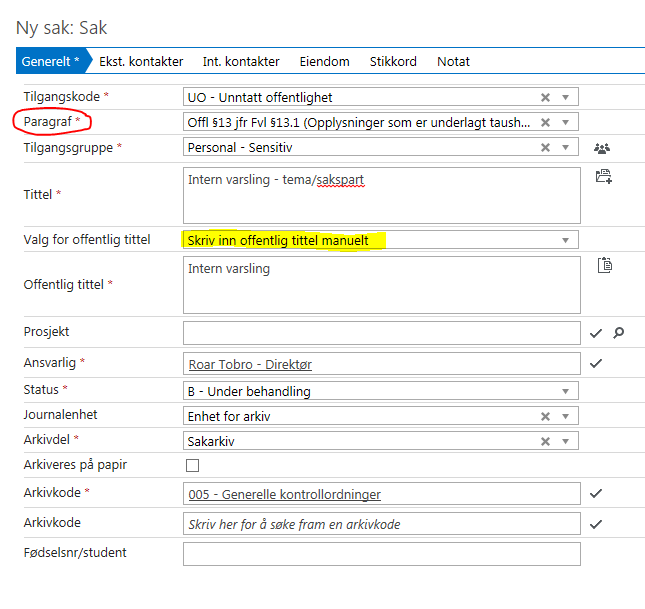 Ny sak: Sak
Generelt * Ekst. kontakter Int. kontakter Eiendom Stikkord Notat
Tilgangskode * UO - Unntatt offentlighet
Paragraf * Offl §13 jfr Fvl §13.1 (Opplysninger som er underlagt taush...
Tilgangsgruppe * Personal - Sensitiv
Tittel * Intern varsling - tema/sakspart
Valg for offentlig tittel Skriv inn offentlig tittel manuelt
Offentlig tittel * Intern varsling
Prosjekt
Ansvarlig * Roar Tobro - Direktør
Status * B - Under behandling
Journalenhet Enhet for arkiv
Arkivdel * Sakarkiv
Arkiveres på papir
Arkivkode * 005 - Generelle kontrollordninger
Arkivkode Skriv her for å søke fram en arkivkode
Fødselsnr/student